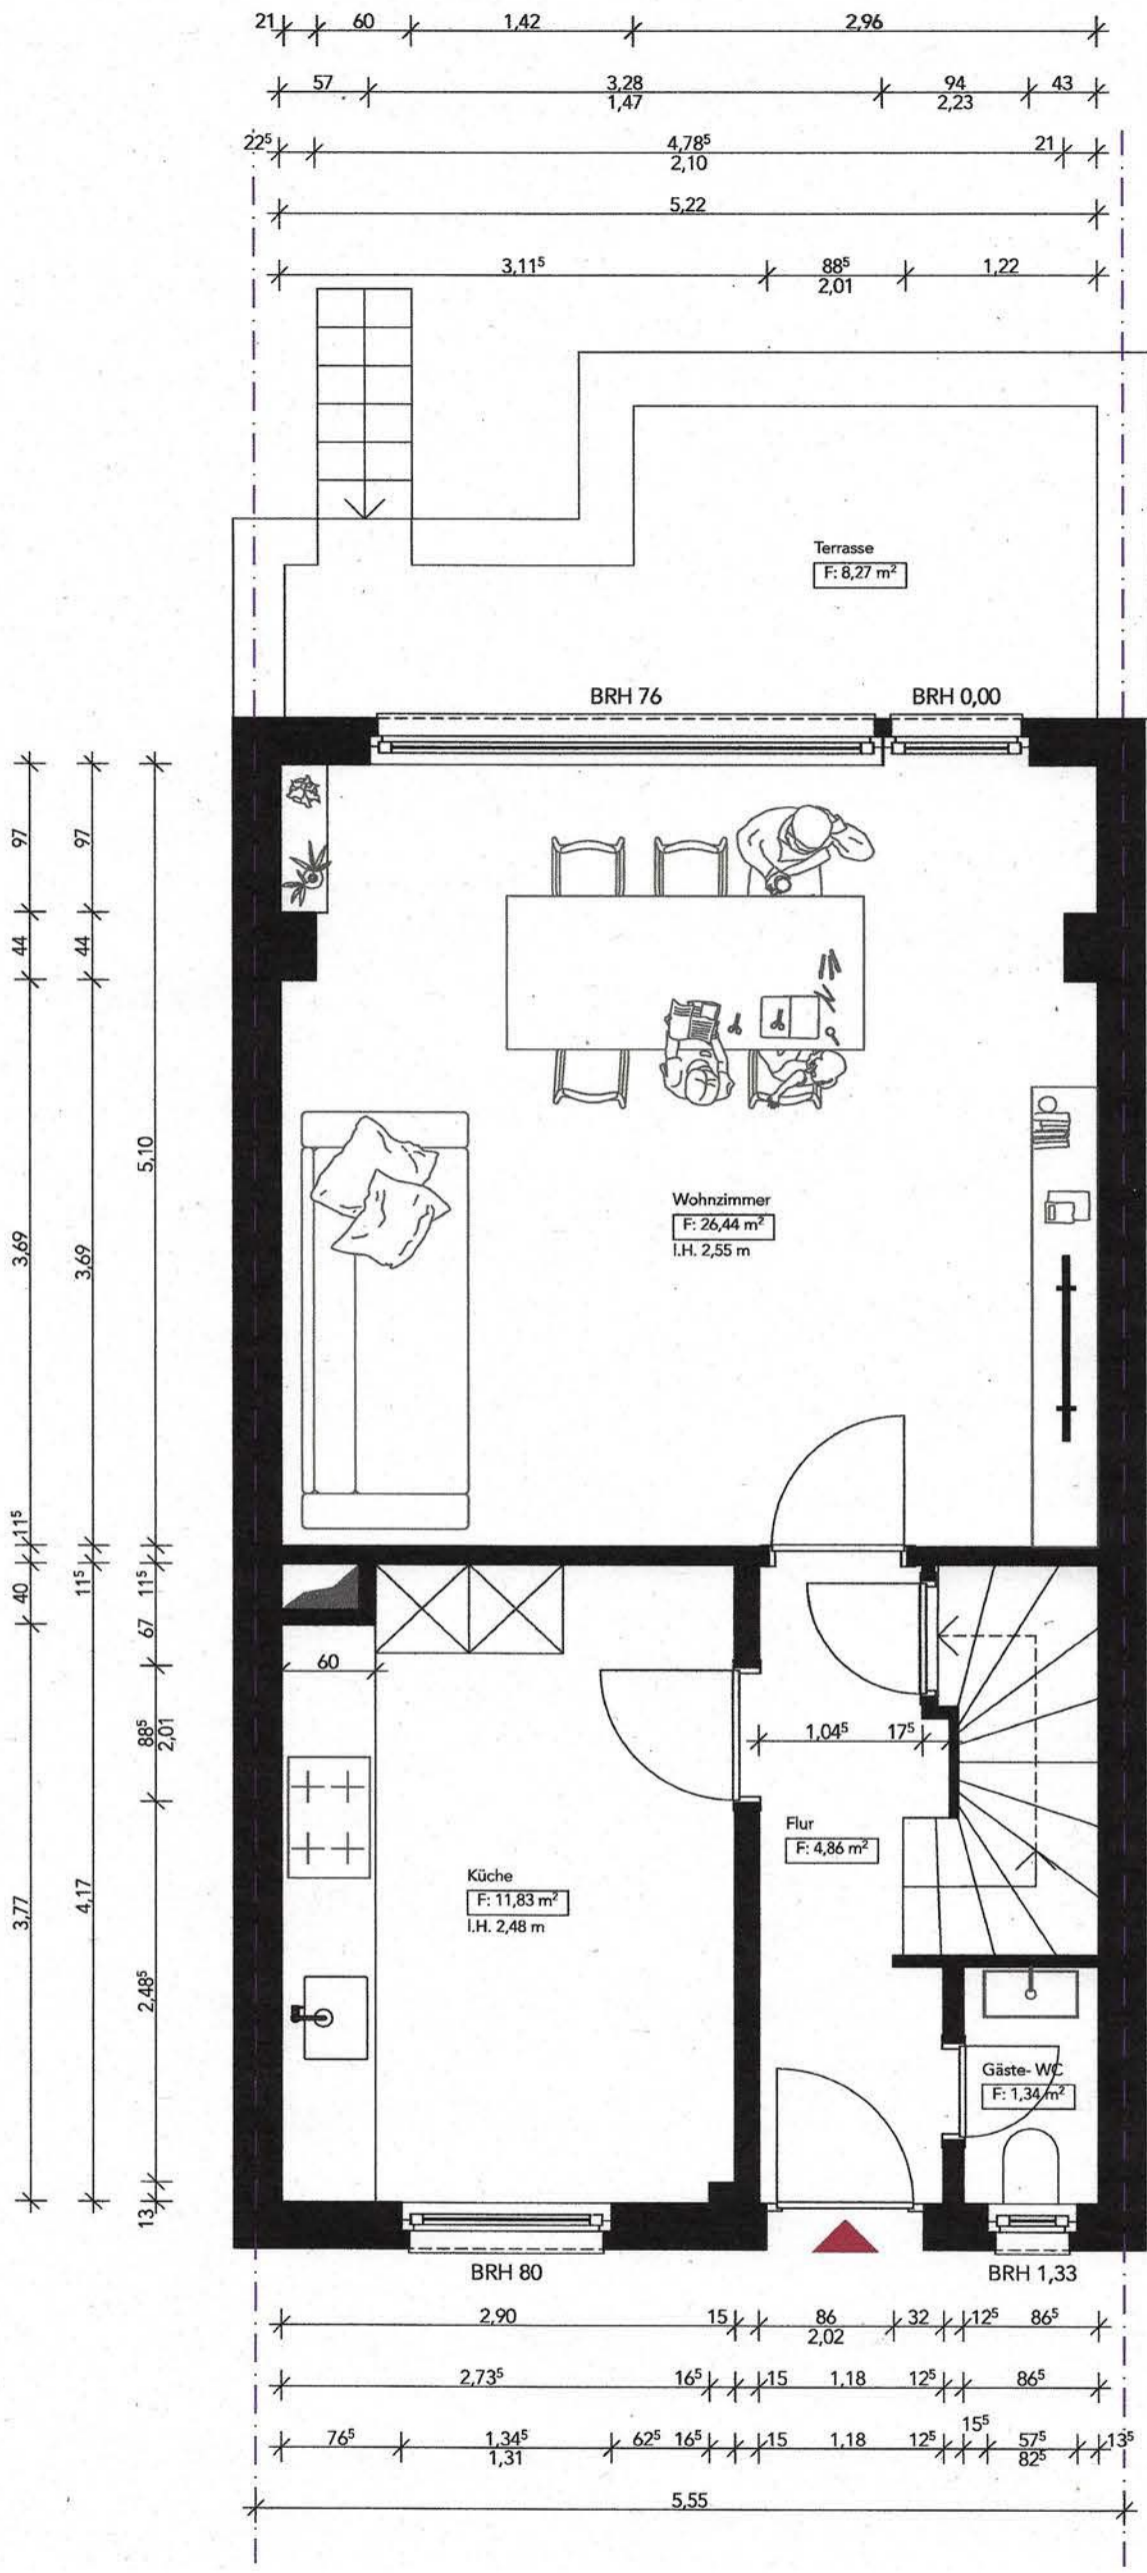 21 60 1,42 2,96
57 3,28 94 43
1,47 2,23
22⁵ 4,78⁵ 21
2,10
5,22
3,11⁵ 88⁵ 1,22
2,01
Terrasse
F: 8,27 m²
BRH 76 BRH 0,00
97 97
44 44
5,10
3,69 3,69
Wohnzimmer
F: 26,44 m²
l.H. 2,55 m
11⁵
40 11⁵ 11⁵
67
60
88⁵
2,01
1,04⁵ 17⁵
Flur
F: 4,86 m²
Küche
F: 11,83 m²
l.H. 2,48 m
3,77 4,17
2,48⁵
Gäste- WC
F: 1,34 m²
13
BRH 80 BRH 1,33
2,90 15 86 32 12⁵ 86⁵
2,02
2,73⁵ 16⁵ 15 1,18 12⁵ 86⁵
76⁵ 1,34⁵ 62⁵ 16⁵ 15 1,18 12⁵ 15⁵ 57⁵ 13⁵
1,31 82⁵
5,55